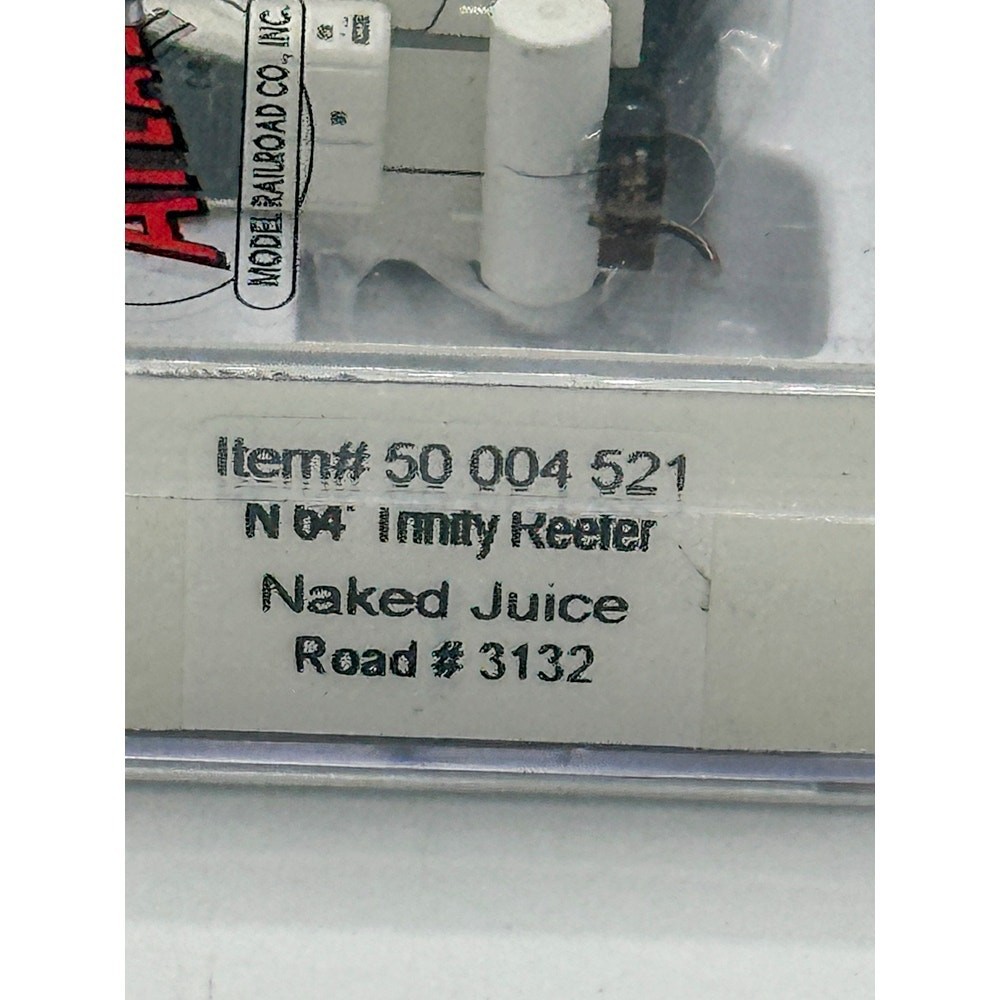 MODEL RAILROAD CO., INC.
Item# 50 004 521
N 64' Trinity Reefer
Naked Juice
Road # 3132